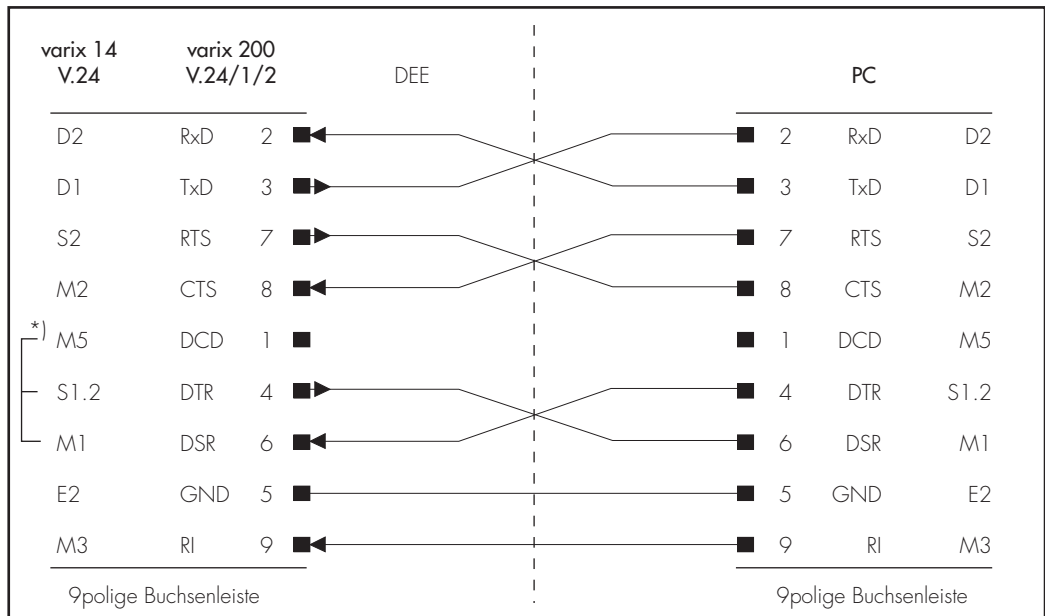 varix 14 varix 200
V.24 V.24/1/2 DEE PC
D2 RxD 2 2 RxD D2
D1 TxD 3 3 TxD D1
S2 RTS 7 7 RTS S2
M2 CTS 8 8 CTS M2
*) M5 DCD 1 1 DCD M5
S1.2 DTR 4 4 DTR S1.2
M1 DSR 6 6 DSR M1
E2 GND 5 5 GND E2
M3 RI 9 9 RI M3
9polige Buchsenleiste 9polige Buchsenleiste